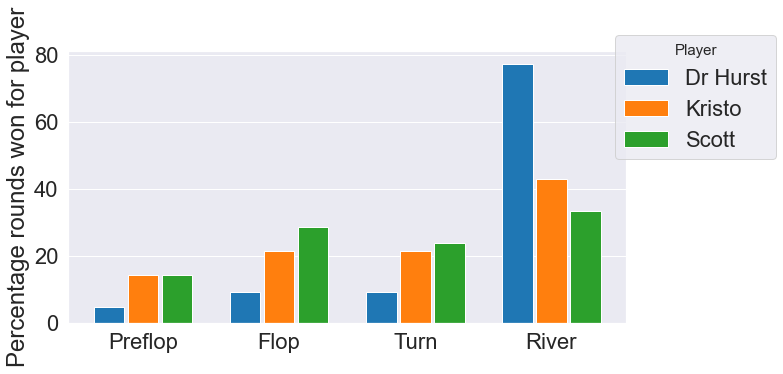 Percentage rounds won for player
80
60
40
20
0
Preflop Flop Turn River
Player
Dr Hurst
Kristo
Scott